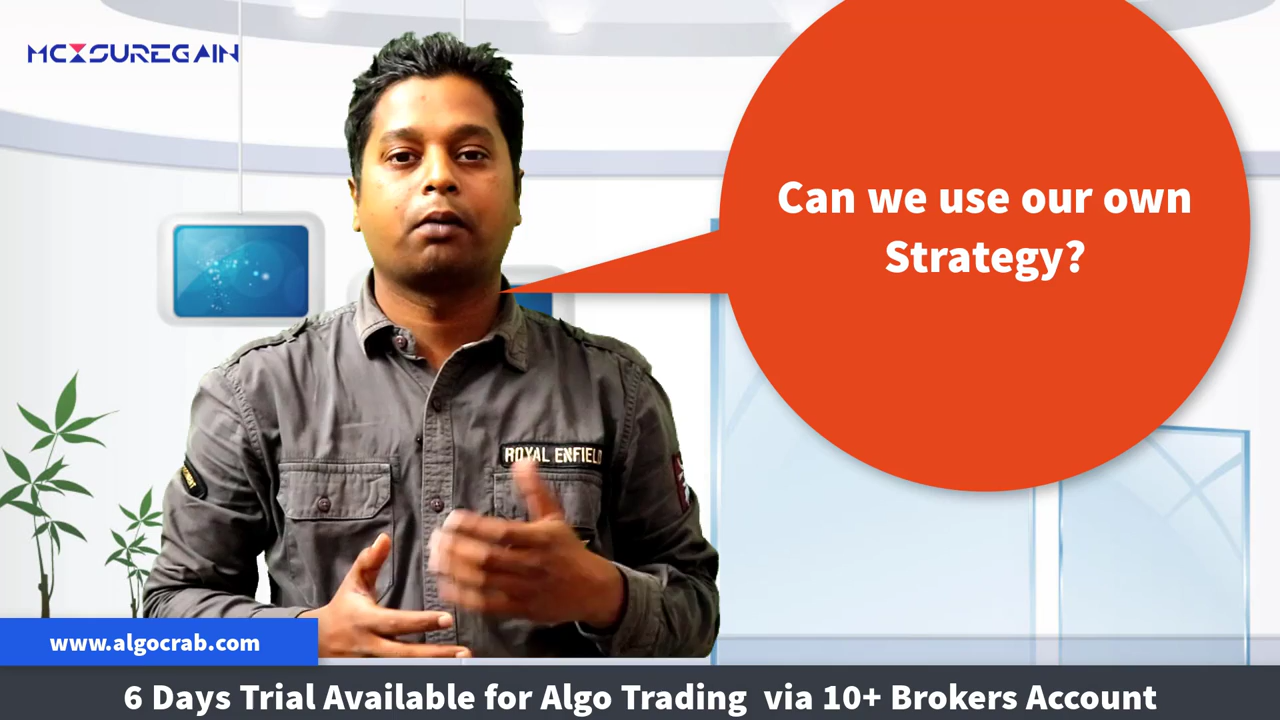 MCXSUREGAIN
Can we use our own
Strategy?
ROYAL ENFIELD
www.algocrab.com
6 Days Trial Available for Algo Trading via 10+ Brokers Account